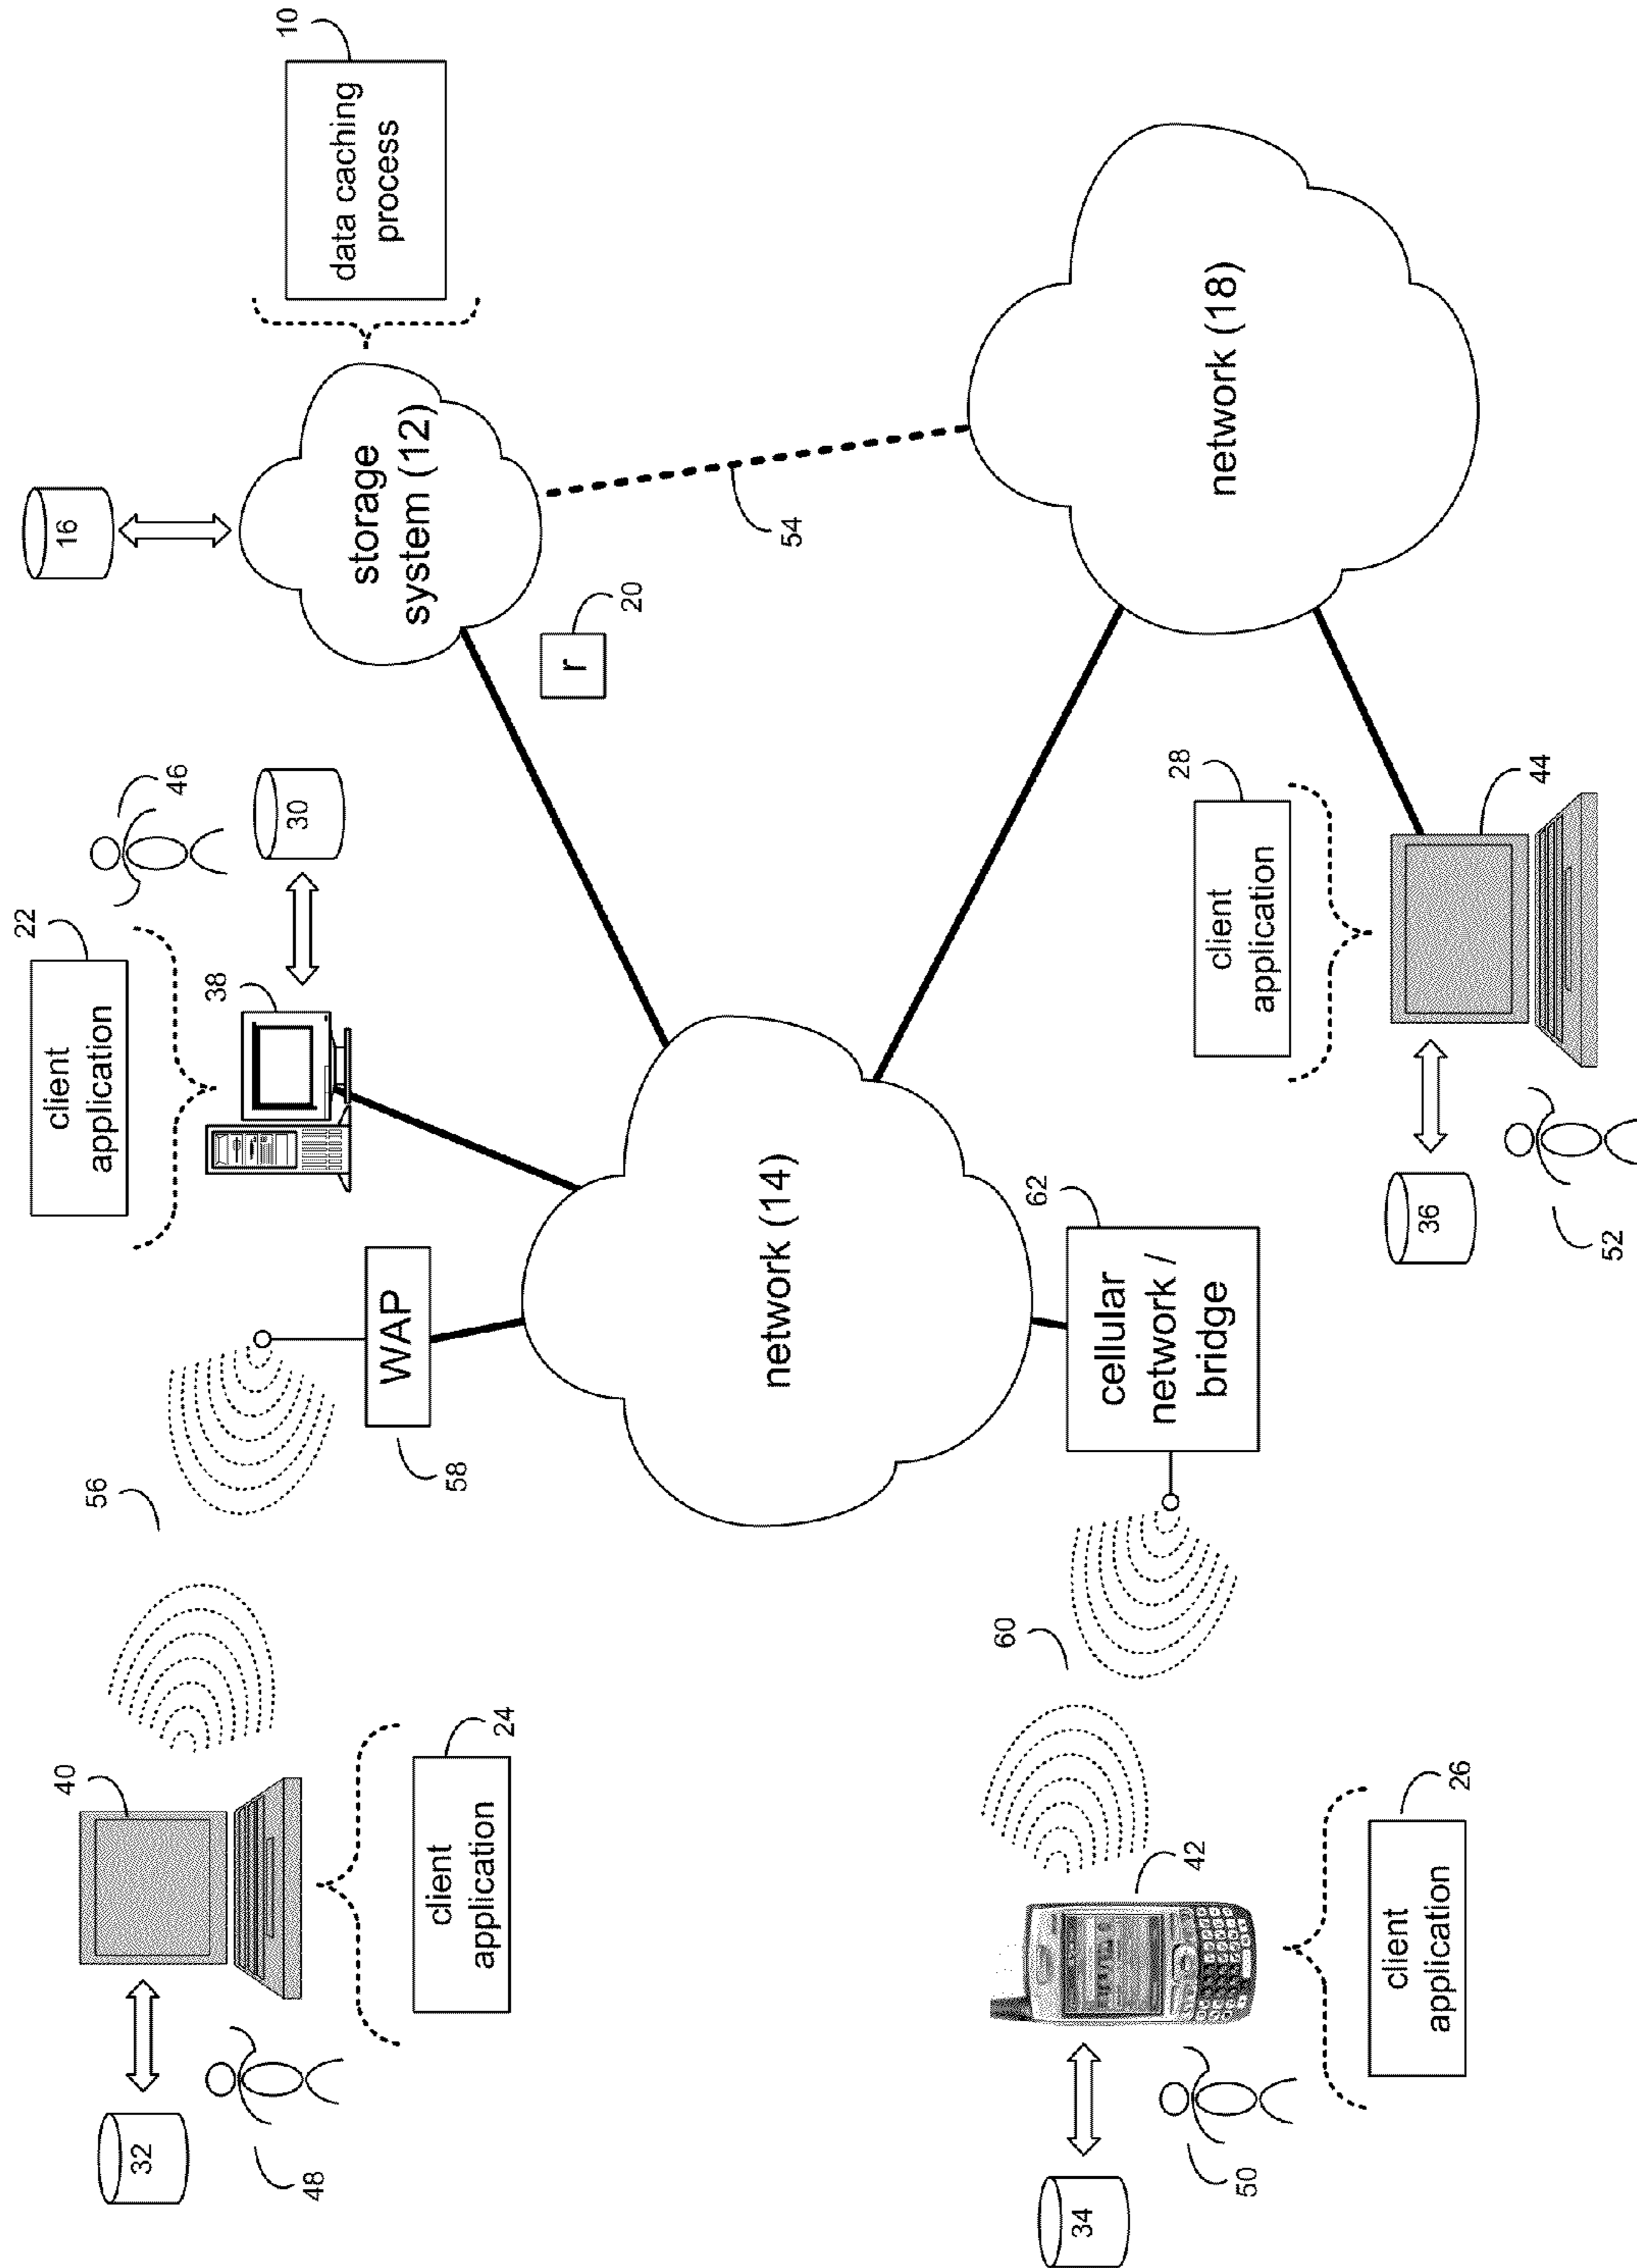 32
48
40
client
application
24
56
WAP
58
client
application
22
38
46
30
16
storage
system (12)
data caching
process
10
r
20
54
network (14)
network (18)
34
50
42
client
application
26
60
cellular
network /
bridge
62
36
52
client
application
28
44